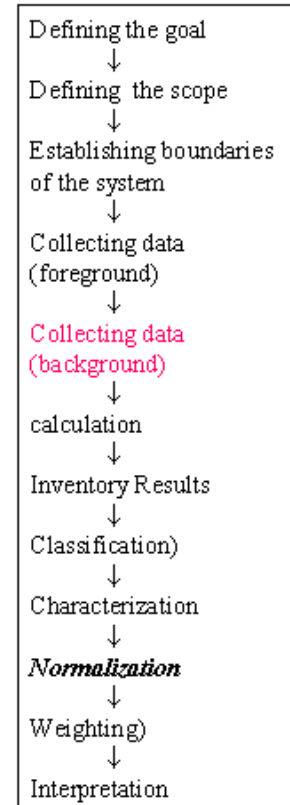 Defining the goal
↓
Defining the scope
↓
Establishing boundaries
of the system
↓
Collecting data
(foreground)
↓
Collecting data
(background)
↓
calculation
↓
Inventory Results
↓
Classification)
↓
Characterization
↓
Normalization
↓
Weighting)
↓
Interpretation